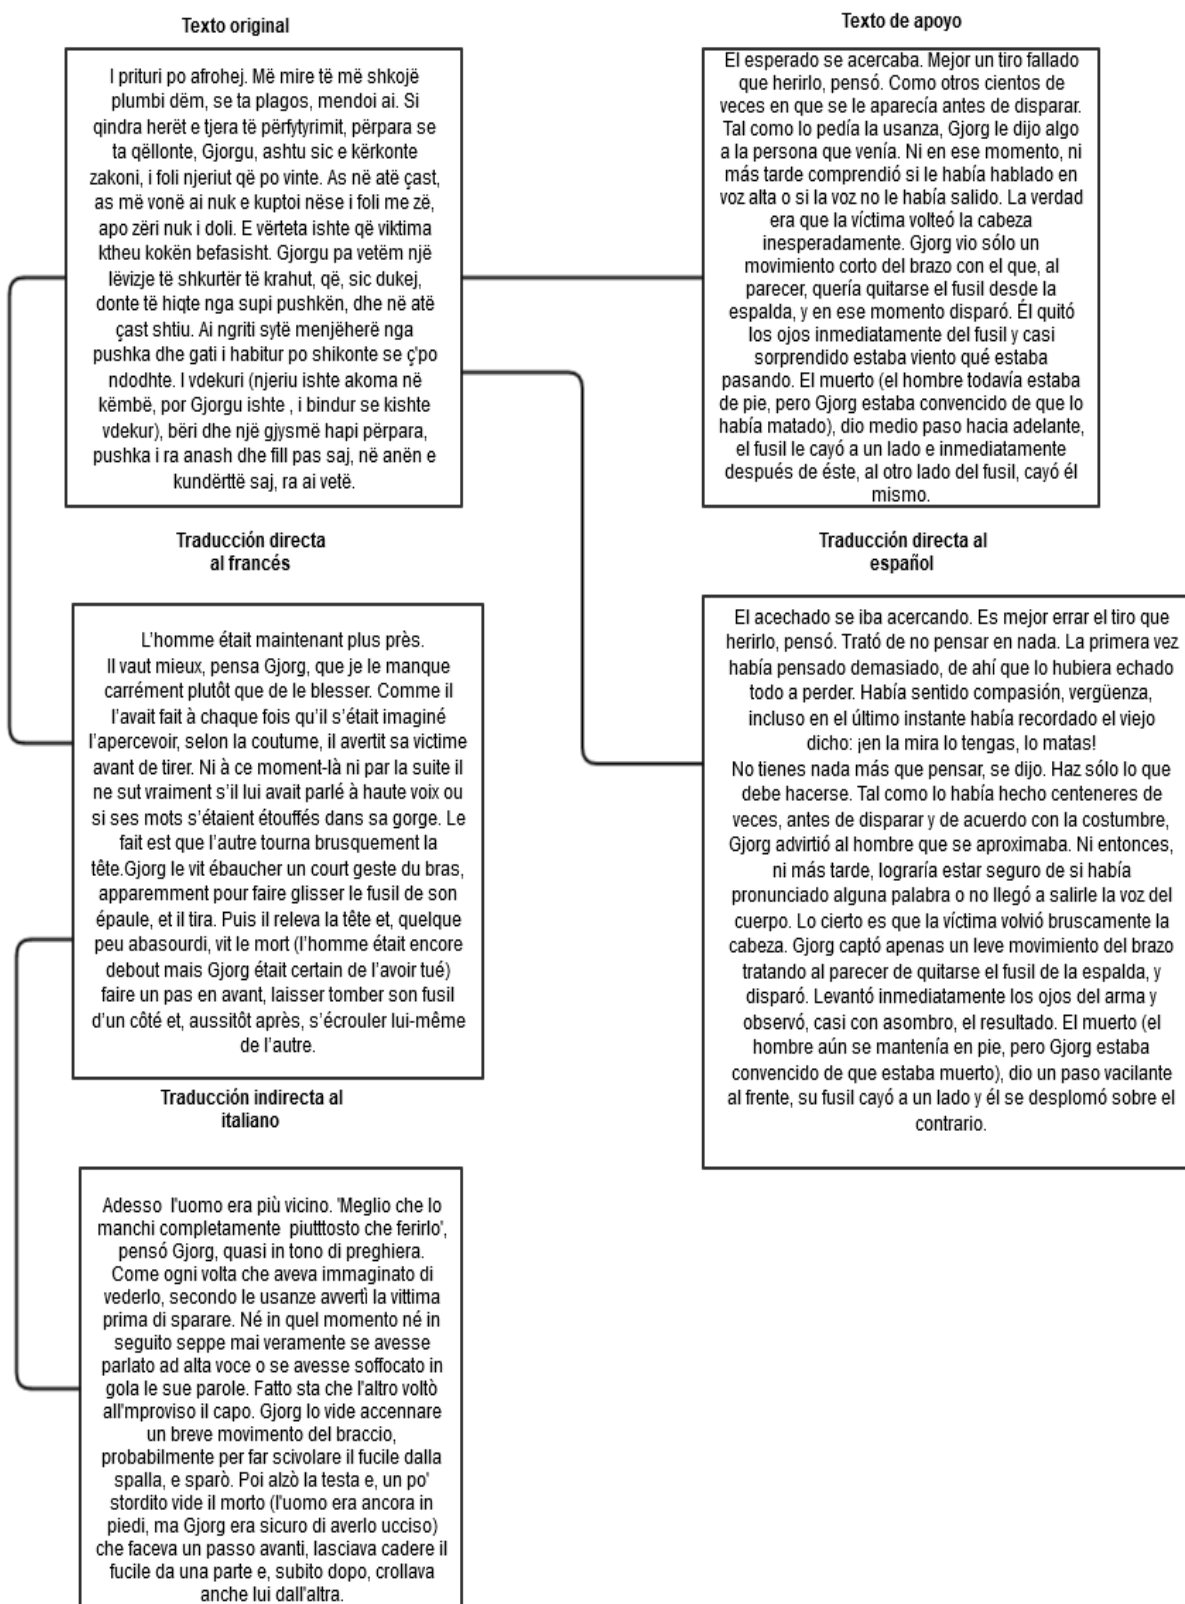 Texto original
I prituri po afrohej. Më mire të më shkojë
plumbi dëm, se ta plagos, mendoi ai. Si
qindra herët e tjera të përfytyrimit, përpara se
ta qëllonte, Gjorgu, ashtu sic e kërkonte
zakoni, i foli njeriut që po vinte. As në atë çast,
as më vonë ai nuk e kuptoi nëse i foli me zë,
apo zëri nuk i doli. E vërteta ishte që viktima
ktheu kokën befasisht. Gjorgu pa vetëm një
lëvizje të shkurtër të krahut, që, sic dukej,
donte të hiqte nga supi pushkën, dhe në atë
çast shtiu. Ai ngriti sytë menjëherë nga
pushka dhe gati i habitur po shikonte se ç'po
ndodhte. I vdekuri (njeriu ishte akoma në
këmbë, por Gjorgu ishte , i bindur se kishte
vdekur), bëri dhe një gjysmë hapi përpara,
pushka i ra anash dhe fill pas saj, në anën e
kundërttë saj, ra ai vetë.
Texto de apoyo
El esperado se acercaba. Mejor un tiro fallado
que herirlo, pensó. Como otros cientos de
veces en que se le aparecía antes de disparar.
Tal como lo pedía la usanza, Gjorg le dijo algo
a la persona que venía. Ni en ese momento, ni
más tarde comprendió si le había hablado en
voz alta o si la voz no le había salido. La verdad
era que la víctima volteó la cabeza
inesperadamente. Gjorg vio sólo un
movimiento corto del brazo con el que, al
parecer, quería quitarse el fusil desde la
espalda, y en ese momento disparó. Él quitó
los ojos inmediatamente del fusil y casi
sorprendido estaba viento qué estaba
pasando. El muerto (el hombre todavía estaba
de pie, pero Gjorg estaba convencido de que lo
había matado), dio medio paso hacia adelante,
el fusil le cayó a un lado e inmediatamente
después de éste, al otro lado del fusil, cayó él
mismo.
Traducción directa
al francés
L'homme était maintenant plus près.
Il vaut mieux, pensa Gjorg, que je le manque
carrément plutôt que de le blesser. Comme il
l'avait fait à chaque fois qu'il s'était imaginé
l'apercevoir, selon la coutume, il avertit sa victime
avant de tirer. Ni à ce moment-là ni par la suite il
ne sut vraiment s'il lui avait parlé à haute voix ou
si ses mots s'étaient étouffés dans sa gorge. Le
fait est que l'autre tourna brusquement la
tête.Gjorg le vit ébaucher un court geste du bras,
apparemment pour faire glisser le fusil de son
épaule, et il tira. Puis il releva la tête et, quelque
peu abasourdi, vit le mort (l'homme était encore
debout mais Gjorg était certain de l'avoir tué)
faire un pas en avant, laisser tomber son fusil
d'un côté et, aussitôt après, s'écrouler lui-même
de l'autre.
Traducción directa al
español
El acechado se iba acercando. Es mejor errar el tiro que
herirlo, pensó. Trató de no pensar en nada. La primera vez
había pensado demasiado, de ahí que lo hubiera echado
todo a perder. Había sentido compasión, vergüenza,
incluso en el último instante había recordado el viejo
dicho: ¡en la mira lo tengas, lo matas!
No tienes nada más que pensar, se dijo. Haz sólo lo que
debe hacerse. Tal como lo había hecho centeneres de
veces, antes de disparar y de acuerdo con la costumbre,
Gjorg advirtió al hombre que se aproximaba. Ni entonces,
ni más tarde, lograría estar seguro de si había
pronunciado alguna palabra o no llegó a salirle la voz del
cuerpo. Lo cierto es que la víctima volvió bruscamente la
cabeza. Gjorg captó apenas un leve movimiento del brazo
tratando al parecer de quitarse el fusil de la espalda, y
disparó. Levantó inmediatamente los ojos del arma y
observó, casi con asombro, el resultado. El muerto (el
hombre aún se mantenía en pie, pero Gjorg estaba
convencido de que estaba muerto), dio un paso vacilante
al frente, su fusil cayó a un lado y él se desplomó sobre el
contrario.
Traducción indirecta al
italiano
Adesso l'uomo era più vicino. 'Meglio che lo
manchi completamente piutttosto che ferirlo',
pensó Gjorg, quasi in tono di preghiera.
Come ogni volta che aveva immaginato di
vederlo, secondo le usanze avvertì la vittima
prima di sparare. Né in quel momento né in
seguito seppe mai veramente se avesse
parlato ad alta voce o se avesse soffocato in
gola le sue parole. Fatto sta che l'altro voltò
all'mproviso il capo. Gjorg lo vide accennare
un breve movimento del braccio,
probabilmente per far scivolare il fucile dalla
spalla, e sparò. Poi alzò la testa e, un po'
stordito vide il morto (l'uomo era ancora in
piedi, ma Gjorg era sicuro di averlo ucciso)
che faceva un passo avanti, lasciava cadere il
fucile da una parte e, subito dopo, crollava
anche lui dall'altra.